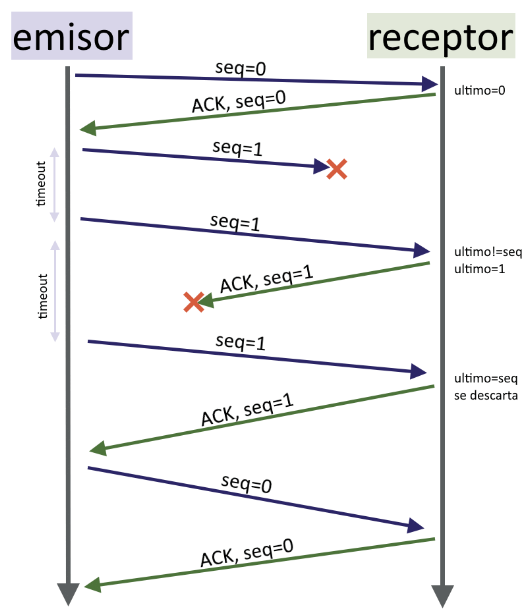 emisor
receptor
seq=0
ultimo=0
ACK, seq=0
seq=1
timeout
seq=1
ultimo!=seq
ultimo=1
ACK, seq=1
timeout
seq=1
ultimo=seq
se descarta
ACK, seq=1
seq=0
ACK, seq=0